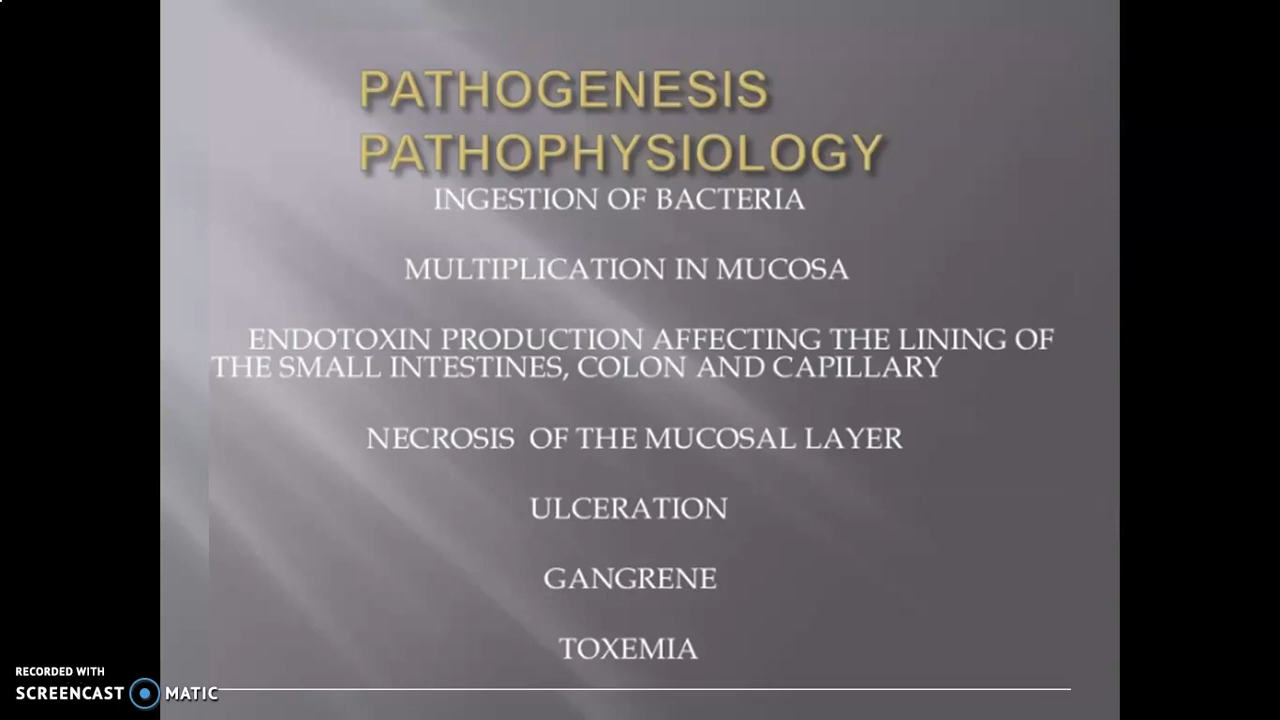 PATHOGENESIS
PATHOPHYSIOLOGY
INGESTION OF BACTERIA
MULTIPLICATION IN MUCOSA
ENDOTOXIN PRODUCTION AFFECTING THE LINING OF
THE SMALL INTESTINES, COLON AND CAPILLARY
NECROSIS OF THE MUCOSAL LAYER
ULCERATION
GANGRENE
TOXEMIA
RECORDED WITH
SCREENCAST MATIC